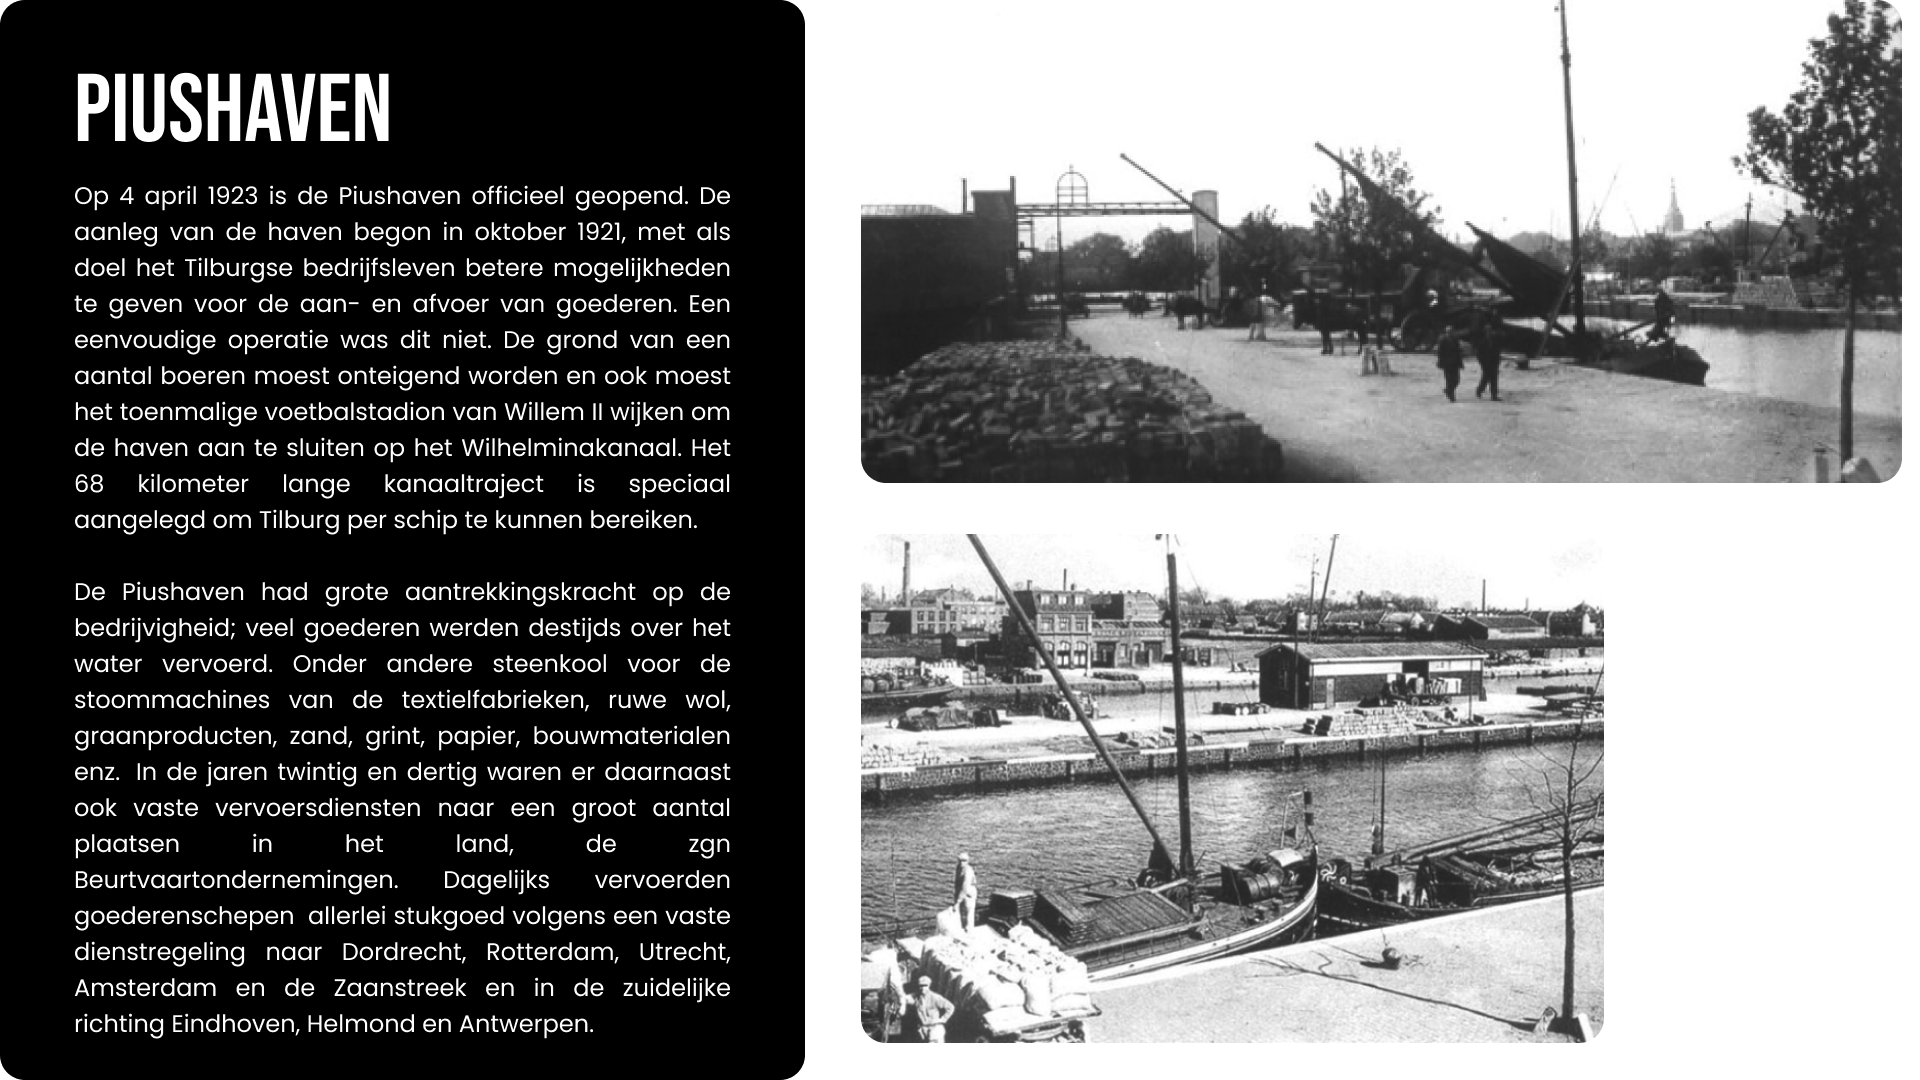 PIUSHAVEN
Op 4 april 1923 is de Piushaven officieel geopend. De
aanleg van de haven begon in oktober 1921, met als
doel het Tilburgse bedrijfsleven betere mogelijkheden
te geven voor de aan- en afvoer van goederen. Een
eenvoudige operatie was dit niet. De grond van een
aantal boeren moest onteigend worden en ook moest
het toenmalige voetbalstadion van Willem II wijken om
de haven aan te sluiten op het Wilhelminakanaal. Het
68 kilometer lange kanaaltraject is speciaal
aangelegd om Tilburg per schip te kunnen bereiken.
De Piushaven had grote aantrekkingskracht op de
bedrijvigheid; veel goederen werden destijds over het
water vervoerd. Onder andere steenkool voor de
stoommachines van de textielfabrieken, ruwe wol,
graanproducten, zand, grint, papier, bouwmaterialen
enz. In de jaren twintig en dertig waren er daarnaast
ook vaste vervoersdiensten naar een groot aantal
plaatsen in het land, de zgn
Beurtvaartondernemingen. Dagelijks vervoerden
goederenschepen allerlei stukgoed volgens een vaste
dienstregeling naar Dordrecht, Rotterdam, Utrecht,
Amsterdam en de Zaanstreek en in de zuidelijke
richting Eindhoven, Helmond en Antwerpen.